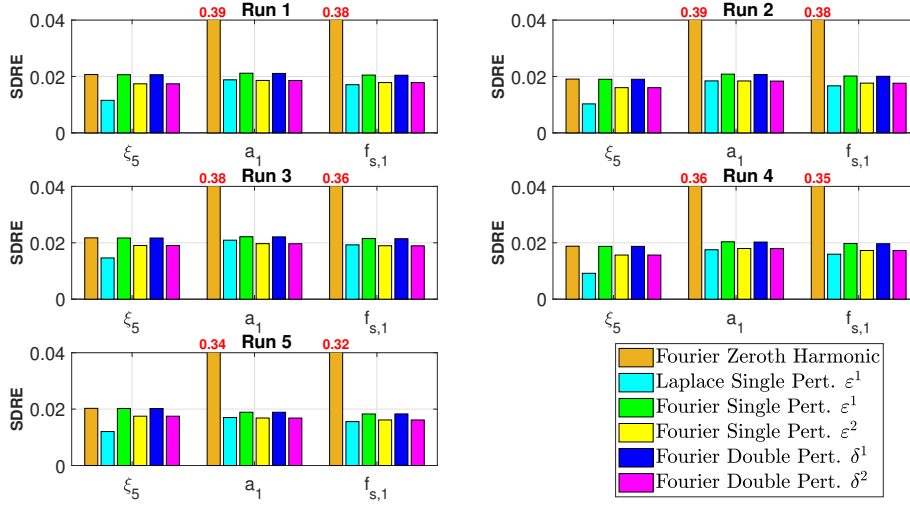 0.39 Run 1 0.38
0.04
0.02
0
SDRE
ξ5 a1 fs,1
0.39 Run 2 0.38
0.04
0.02
0
SDRE
ξ5 a1 fs,1
0.38 Run 3 0.36
0.04
0.02
0
SDRE
ξ5 a1 fs,1
0.36 Run 4 0.35
0.04
0.02
0
SDRE
ξ5 a1 fs,1
0.34 Run 5 0.32
0.04
0.02
0
SDRE
ξ5 a1 fs,1
Fourier Zeroth Harmonic
Laplace Single Pert. ε¹
Fourier Single Pert. ε¹
Fourier Single Pert. ε²
Fourier Double Pert. δ¹
Fourier Double Pert. δ²